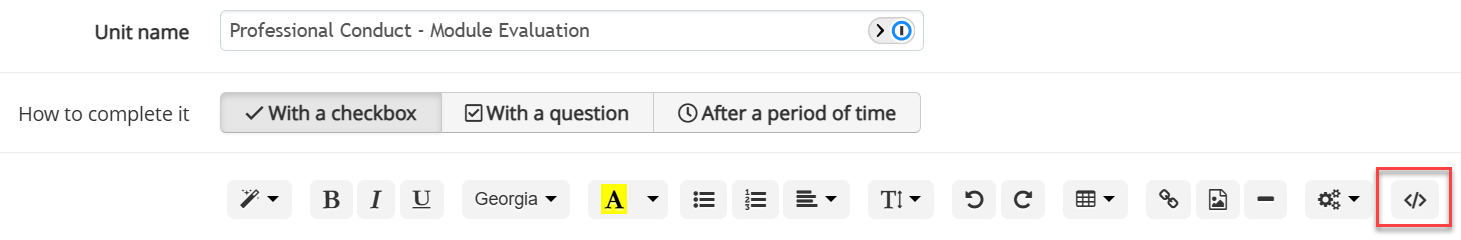 Unit name
Professional Conduct - Module Evaluation
How to complete it
With a checkbox
With a question
After a period of time
B I U Georgia A T </>